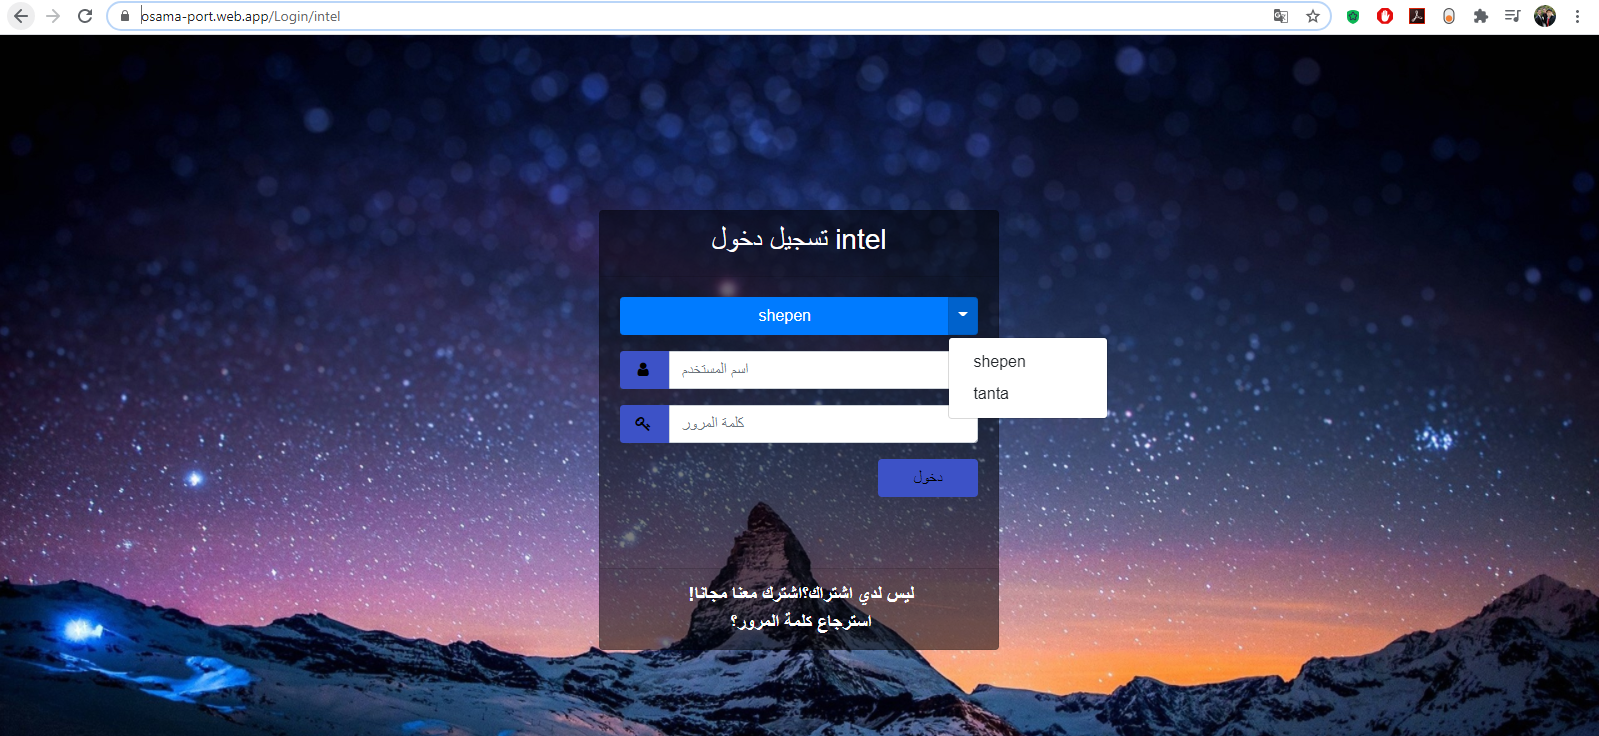 osama-port.web.app/Login/intel
تسجيل دخول intel
shepen
shepen
tanta
اسم المستخدم
كلمة المرور
دخول
ليس لدي اشتراك؟اشترك معنا مجانا!
استرجاع كلمة المرور؟